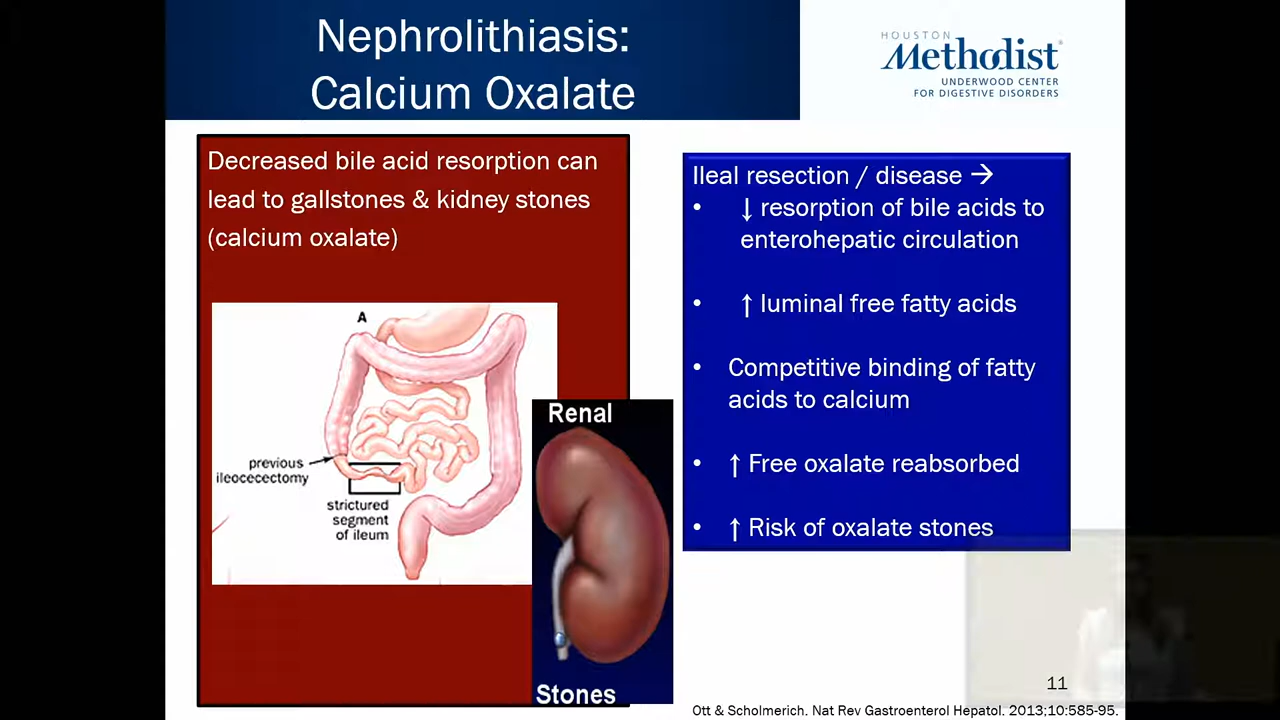 Nephrolithiasis:
Calcium Oxalate
HOUSTON
Methodist
UNDERWOOD CENTER
FOR DIGESTIVE DISORDERS
Decreased bile acid resorption can
lead to gallstones & kidney stones
(calcium oxalate)
A
previous
ileocecectomy
strictured
segment
of ileum
Renal
Stones
Ileal resection / disease →
• ↓ resorption of bile acids to
enterohepatic circulation
• ↑ luminal free fatty acids
• Competitive binding of fatty
acids to calcium
• ↑ Free oxalate reabsorbed
• ↑ Risk of oxalate stones
11
Ott & Scholmerich. Nat Rev Gastroenterol Hepatol. 2013;10:585-95.